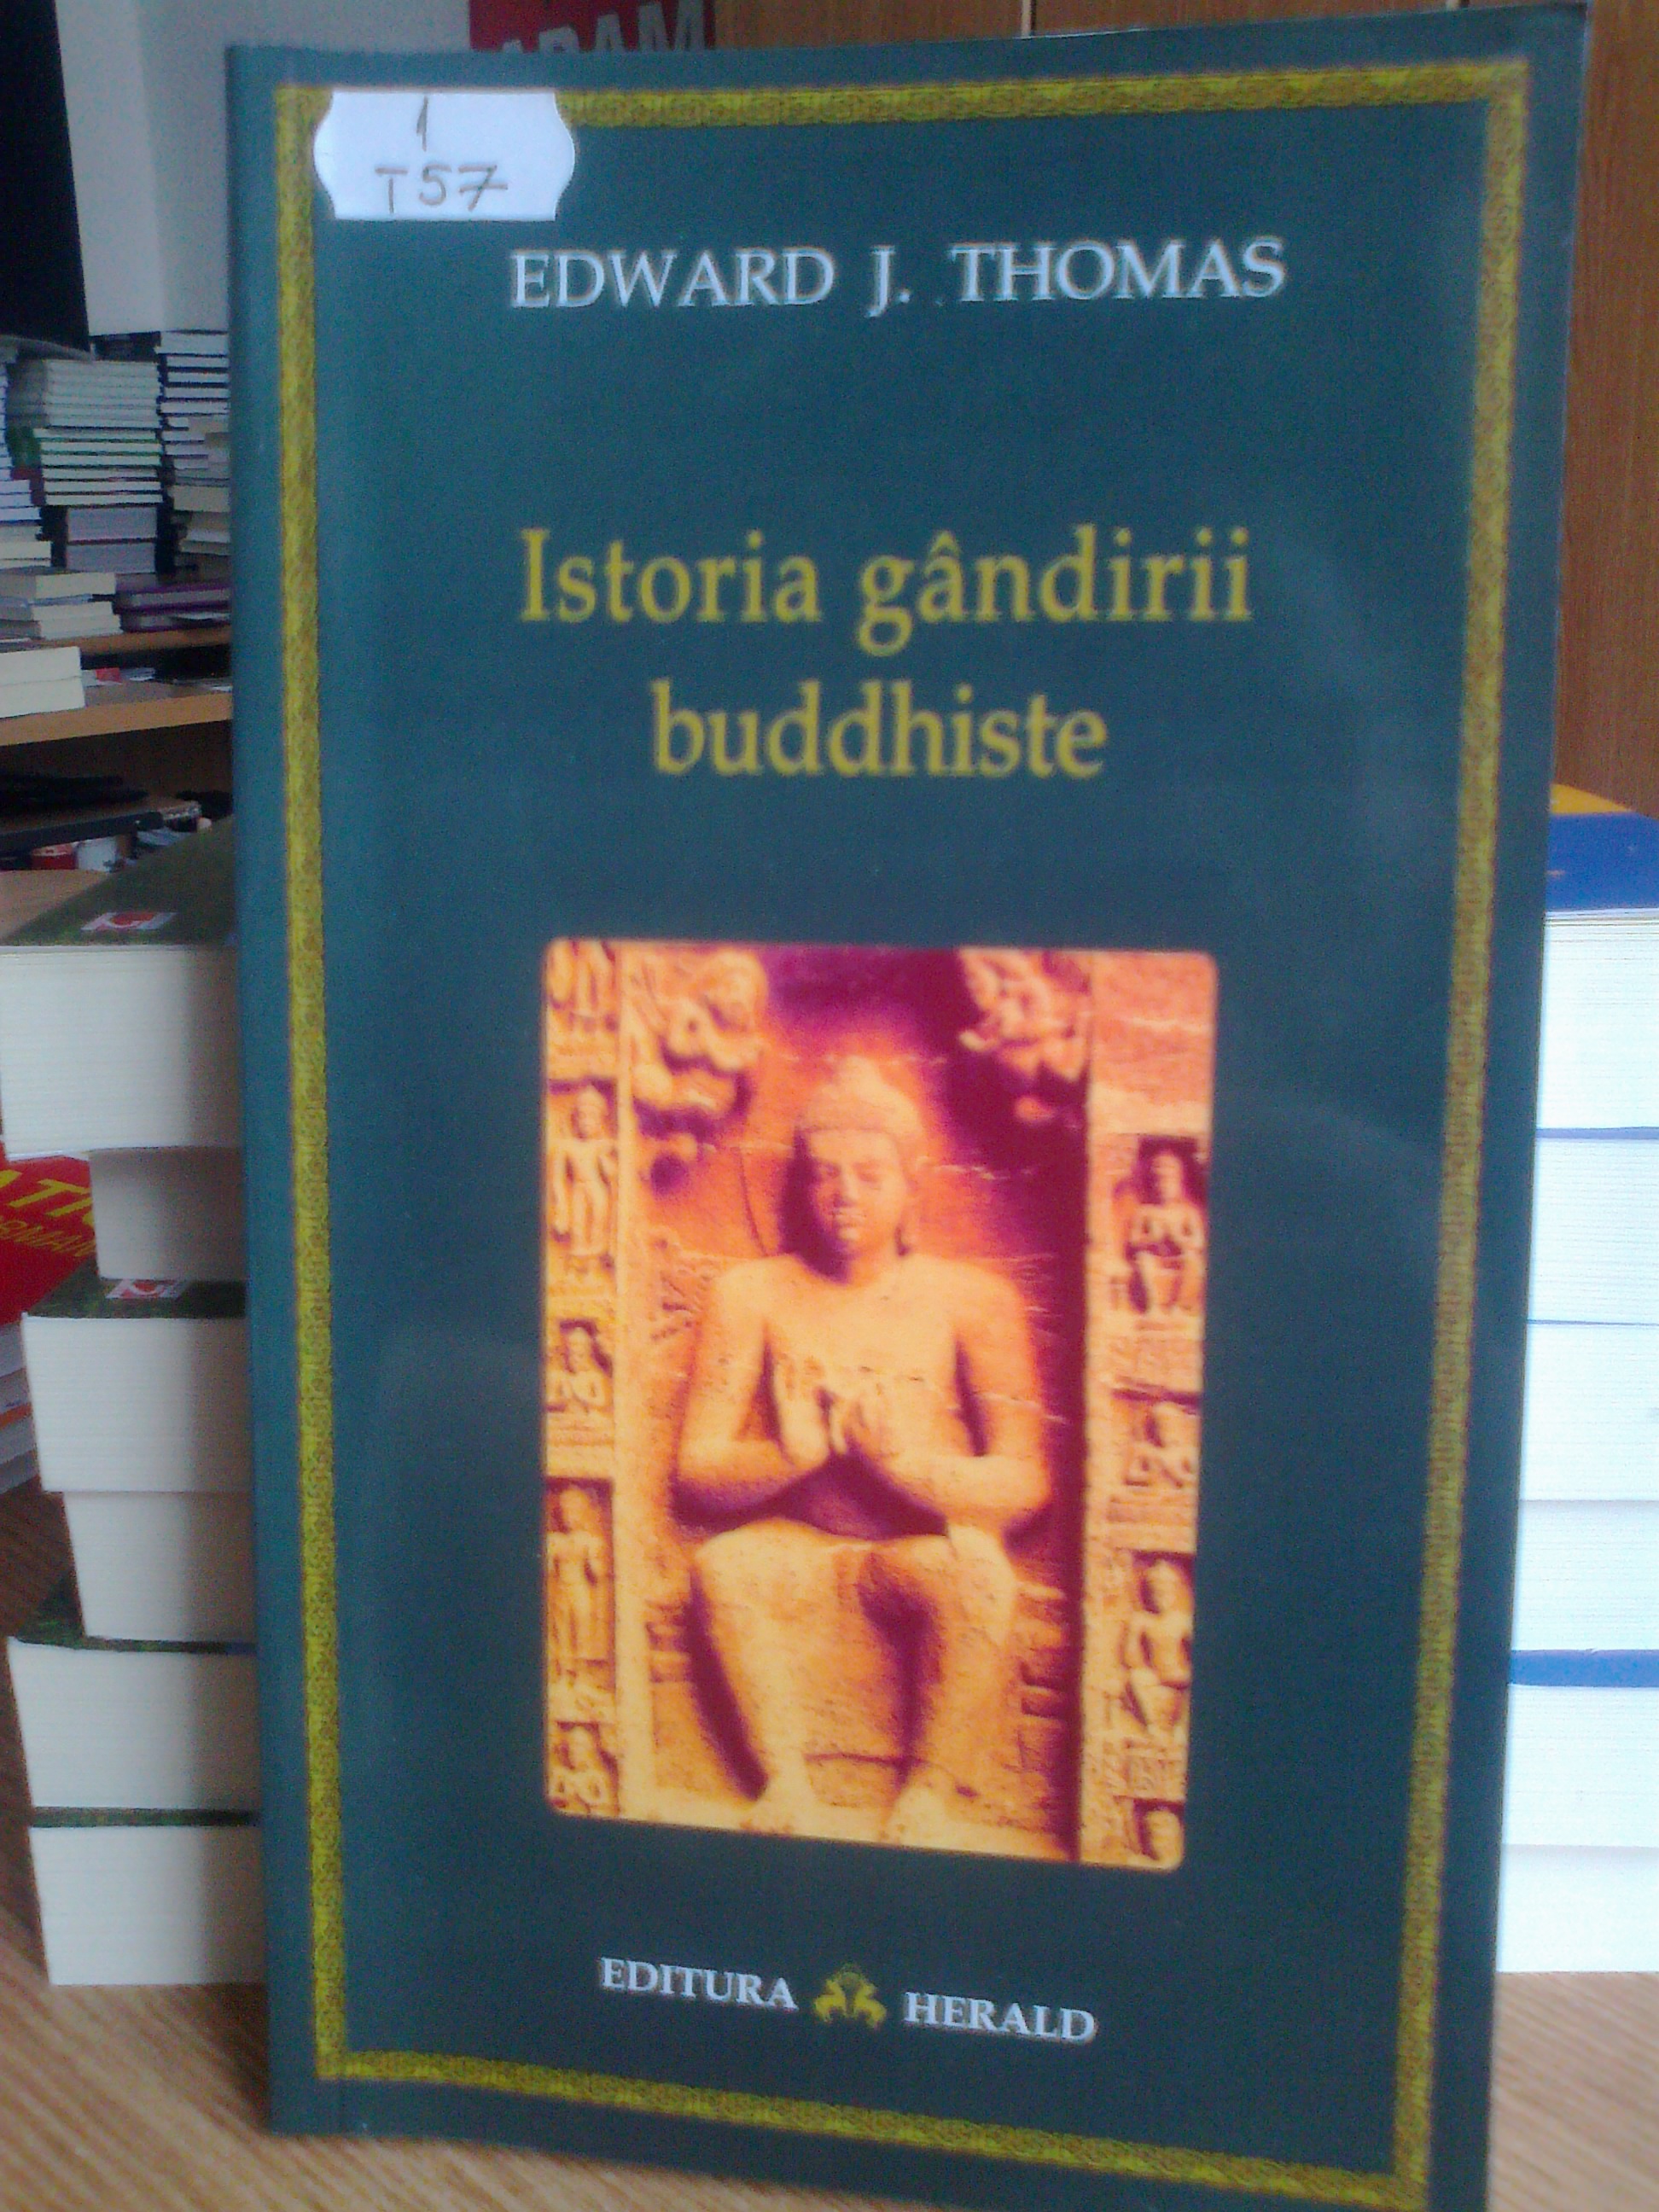 1
T57
EDWARD J. THOMAS
Istoria gândirii
buddhiste
EDITURA HERALD